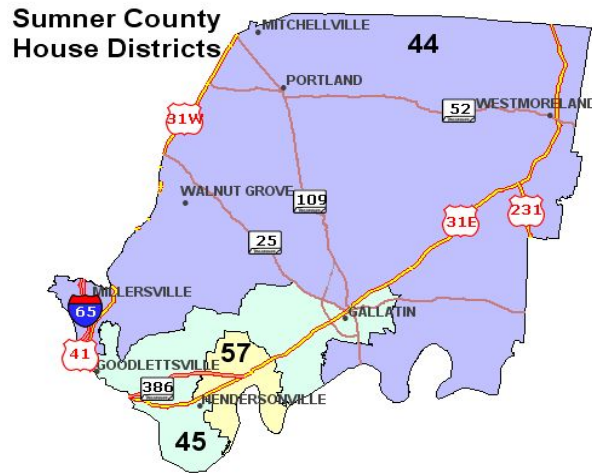 Sumner County
House Districts
MITCHELLVILLE
44
PORTLAND
52
WESTMORELAND
31W
WALNUT GROVE
109
231
31E
25
MILLERSVILLE
65
GALLATIN
41
57
GOODLETTSVILLE
386
HENDERSONVILLE
45